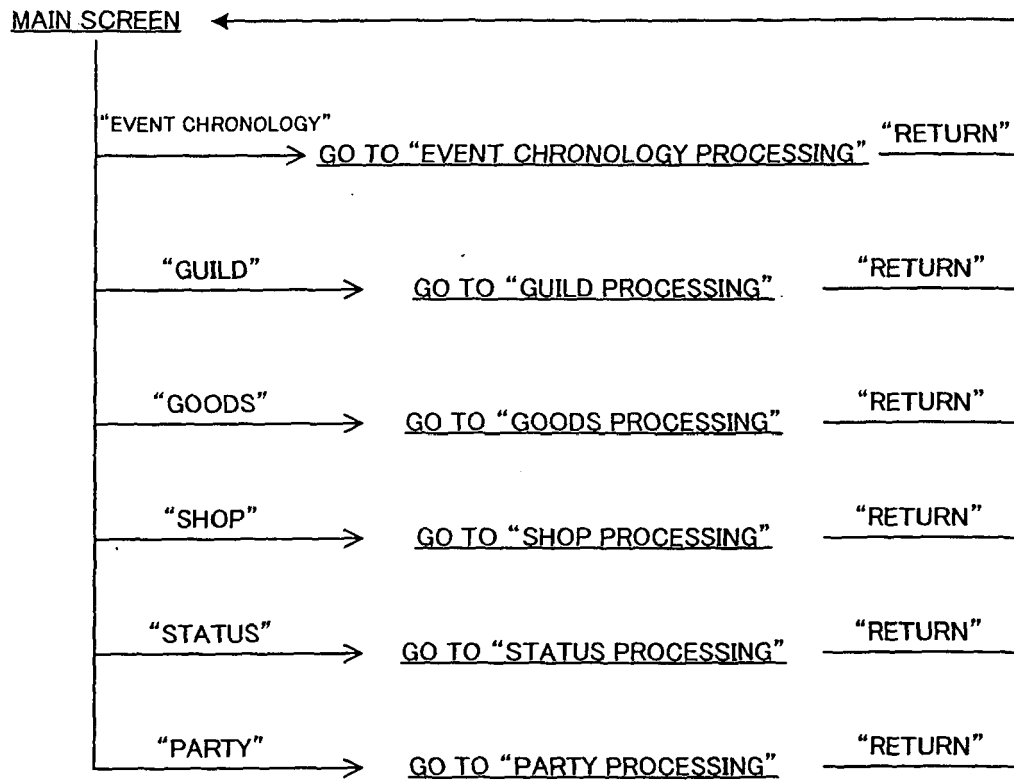 MAIN SCREEN
“EVENT CHRONOLOGY” GO TO “EVENT CHRONOLOGY PROCESSING” “RETURN”
“GUILD” GO TO “GUILD PROCESSING” “RETURN”
“GOODS” GO TO “GOODS PROCESSING” “RETURN”
“SHOP” GO TO “SHOP PROCESSING” “RETURN”
“STATUS” GO TO “STATUS PROCESSING” “RETURN”
“PARTY” GO TO “PARTY PROCESSING” “RETURN”